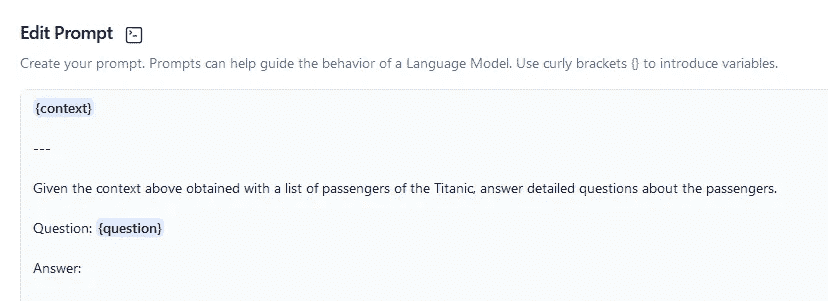 Edit Prompt
Create your prompt. Prompts can help guide the behavior of a Language Model. Use curly brackets {} to introduce variables.
{context}
---
Given the context above obtained with a list of passengers of the Titanic, answer detailed questions about the passengers.
Question: {question}
Answer: